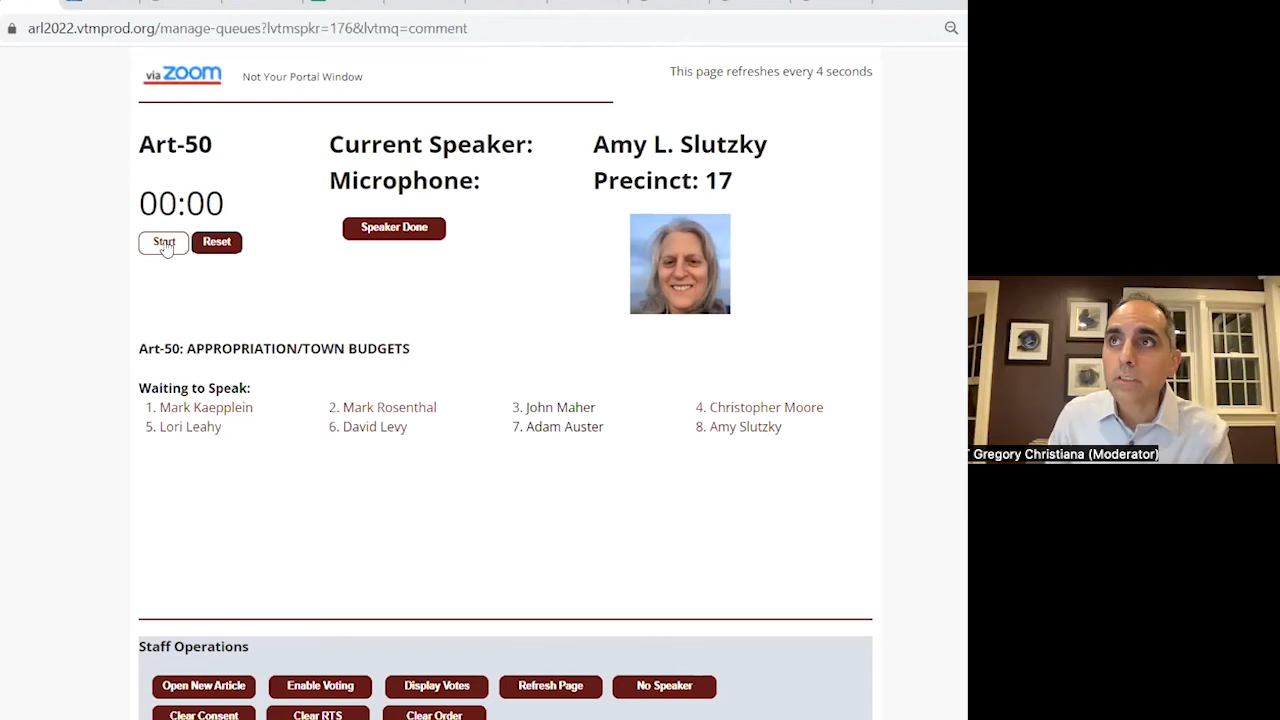 arl2022.vtmprod.org/manage-queues?lvtmspkr=176&lvtmq=comment
via zoom Not Your Portal Window This page refreshes every 4 seconds
Art-50 Current Speaker: Amy L. Slutzky
Microphone: Precinct: 17
00:00
Speaker Done
Start Reset
Art-50: APPROPRIATION/TOWN BUDGETS
Waiting to Speak:
1. Mark Kaepplein 2. Mark Rosenthal 3. John Maher 4. Christopher Moore
5. Lori Leahy 6. David Levy 7. Adam Auster 8. Amy Slutzky
Gregory Christiana (Moderator)
Staff Operations
Open New Article Enable Voting Display Votes Refresh Page No Speaker
Clear Consent Clear RTS Clear Order